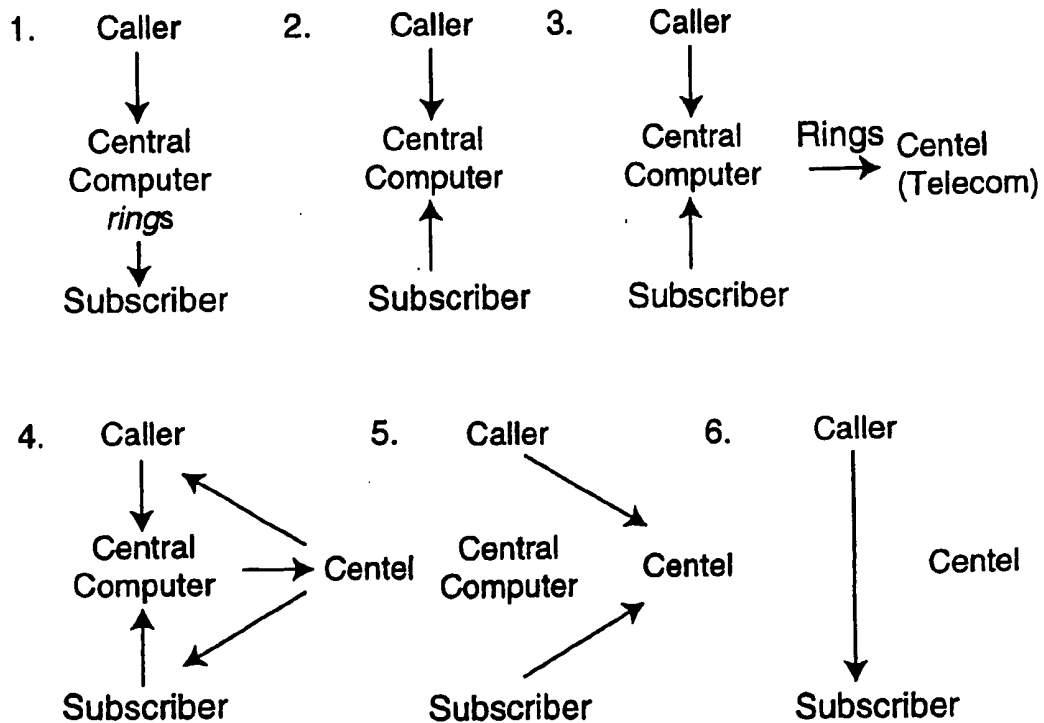 1. Caller
Central
Computer
rings
Subscriber
2. Caller
Central
Computer
Subscriber
3. Caller
Central
Computer
Rings
Centel
(Telecom)
Subscriber
4. Caller
Central
Computer
Centel
Subscriber
5. Caller
Central
Computer
Centel
Subscriber
6. Caller
Centel
Subscriber